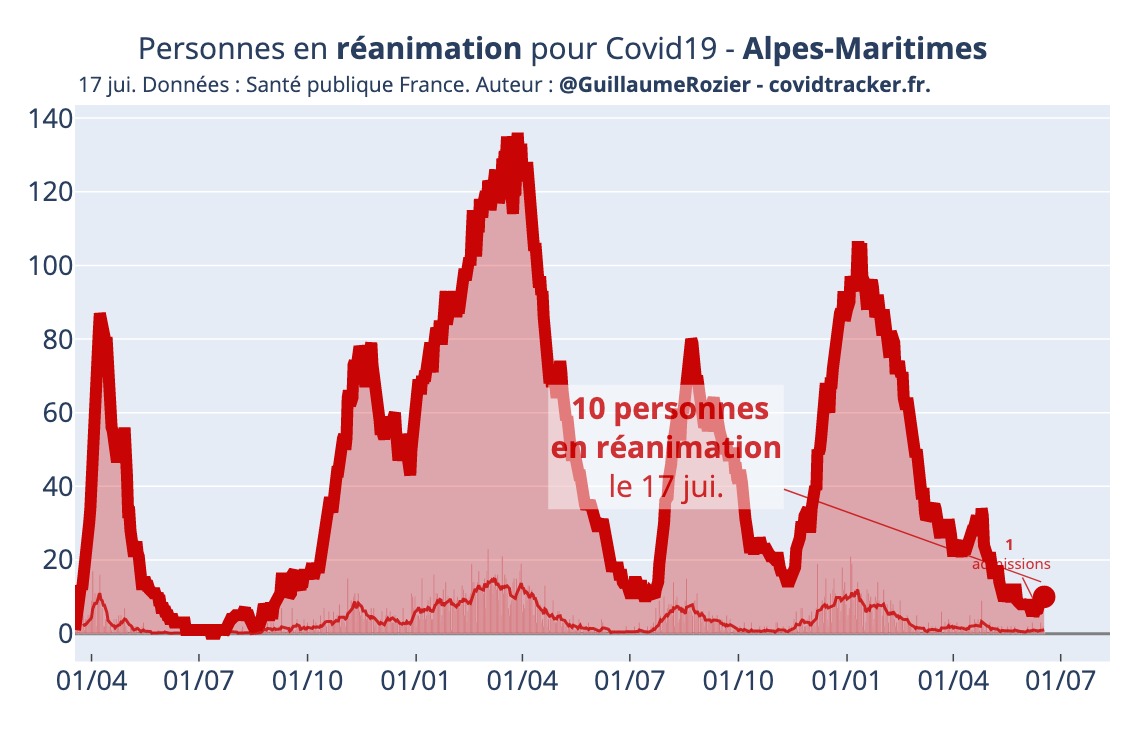 Personnes en réanimation pour Covid19 - Alpes-Maritimes
17 jui. Données : Santé publique France. Auteur : @GuillaumeRozier - covidtracker.fr.
140
120
100
80
60
40
20
0
10 personnes
en réanimation
le 17 jui.
1
admissions
01/04 01/07 01/10 01/01 01/04 01/07 01/10 01/01 01/04 01/07